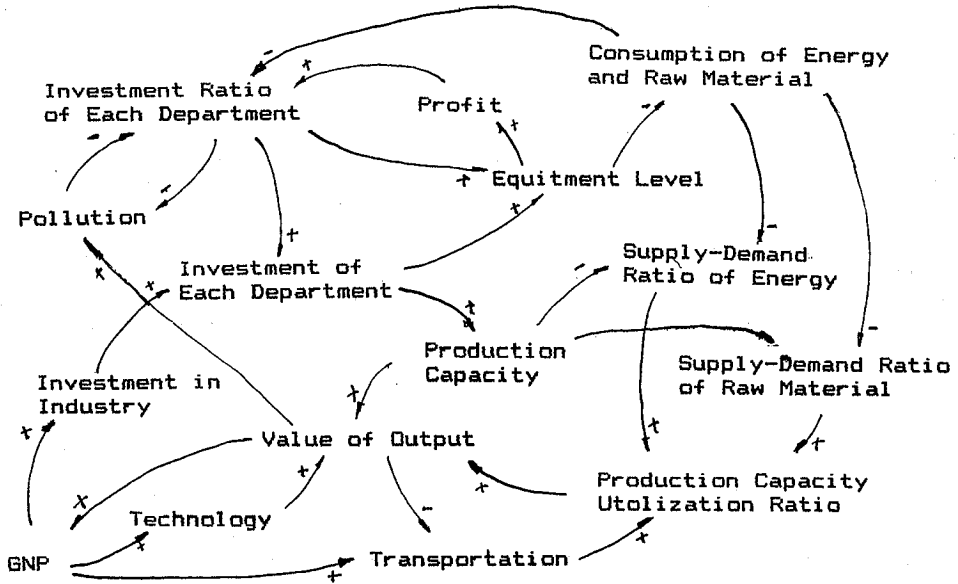 Consumption of Energy
and Raw Material
Investment Ratio
of Each Department
Profit
Equitment Level
Pollution
Investment of
Each Department
Supply-Demand
Ratio of Energy
Production
Capacity
Supply-Demand Ratio
of Raw Material
Investment in
Industry
Value of Output
Production Capacity
Utolization Ratio
Technology
GNP
Transportation